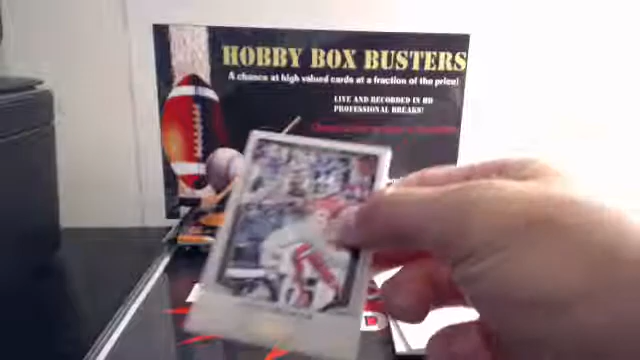 HOBBY BOX BUSTERS
A chance at high valued cards at a fraction of the price!
LIVE AND RECORDED IN HD
PROFESSIONAL BREAKS!